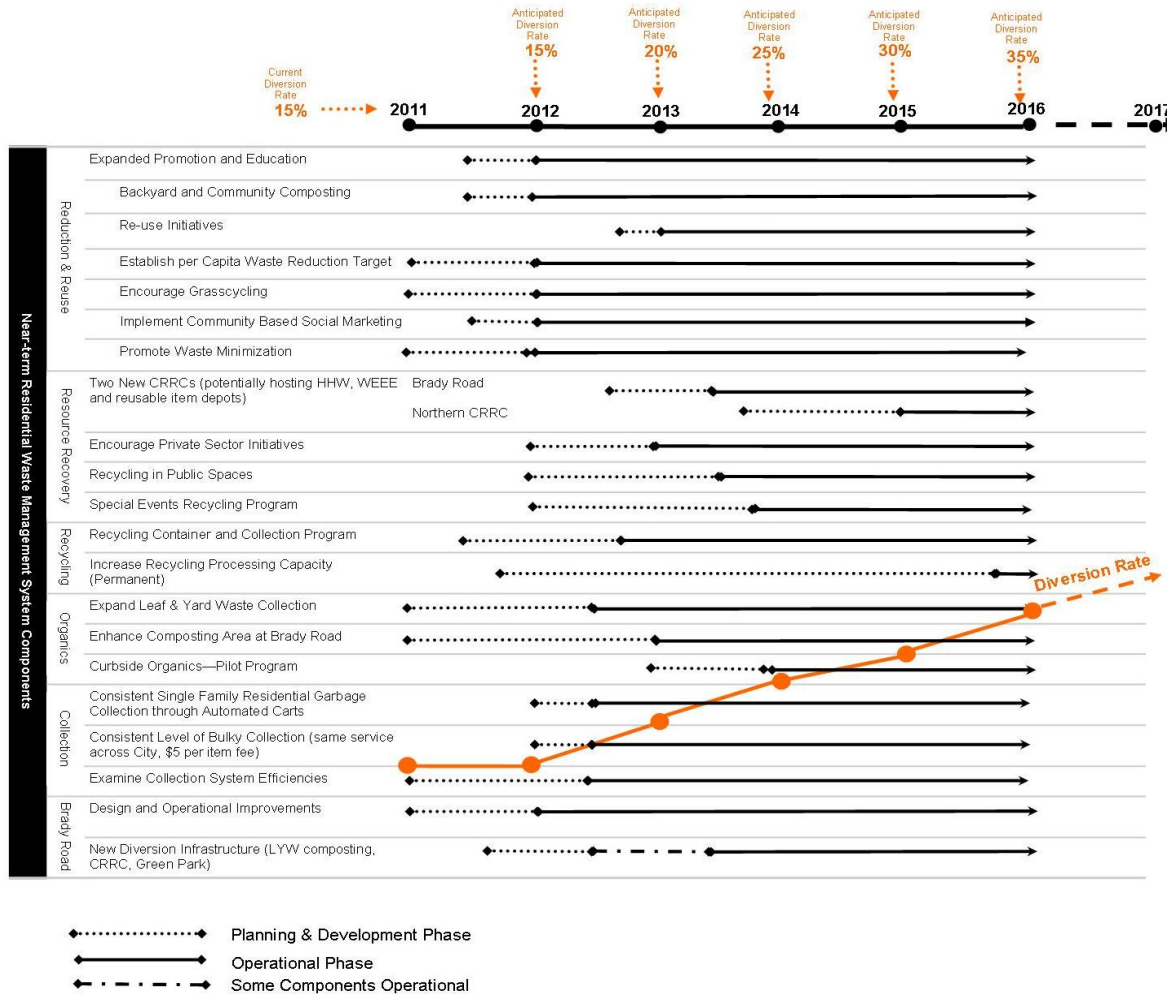 Anticipated
Diversion
Rate
15%
Anticipated
Diversion
Rate
20%
Anticipated
Diversion
Rate
25%
Anticipated
Diversion
Rate
30%
Anticipated
Diversion
Rate
35%
Current
Diversion
Rate
15%
2011
2012
2013
2014
2015
2016
2017
Near-term Residential Waste Management System Components
Reduction & Reuse
Expanded Promotion and Education
Backyard and Community Composting
Re-use Initiatives
Establish per Capita Waste Reduction Target
Encourage Grasscycling
Implement Community Based Social Marketing
Promote Waste Minimization
Resource Recovery
Two New CRRCs (potentially hosting HHW, WEEE
and reusable item depots)
Brady Road
Northern CRRC
Encourage Private Sector Initiatives
Recycling in Public Spaces
Special Events Recycling Program
Recycling
Recycling Container and Collection Program
Increase Recycling Processing Capacity
(Permanent)
Diversion Rate
Organics
Expand Leaf & Yard Waste Collection
Enhance Composting Area at Brady Road
Curbside Organics—Pilot Program
Collection
Consistent Single Family Residential Garbage
Collection through Automated Carts
Consistent Level of Bulky Collection (same service
across City, $5 per item fee)
Examine Collection System Efficiencies
Brady Road
Design and Operational Improvements
New Diversion Infrastructure (LYW composting,
CRRC, Green Park)
Planning & Development Phase
Operational Phase
Some Components Operational